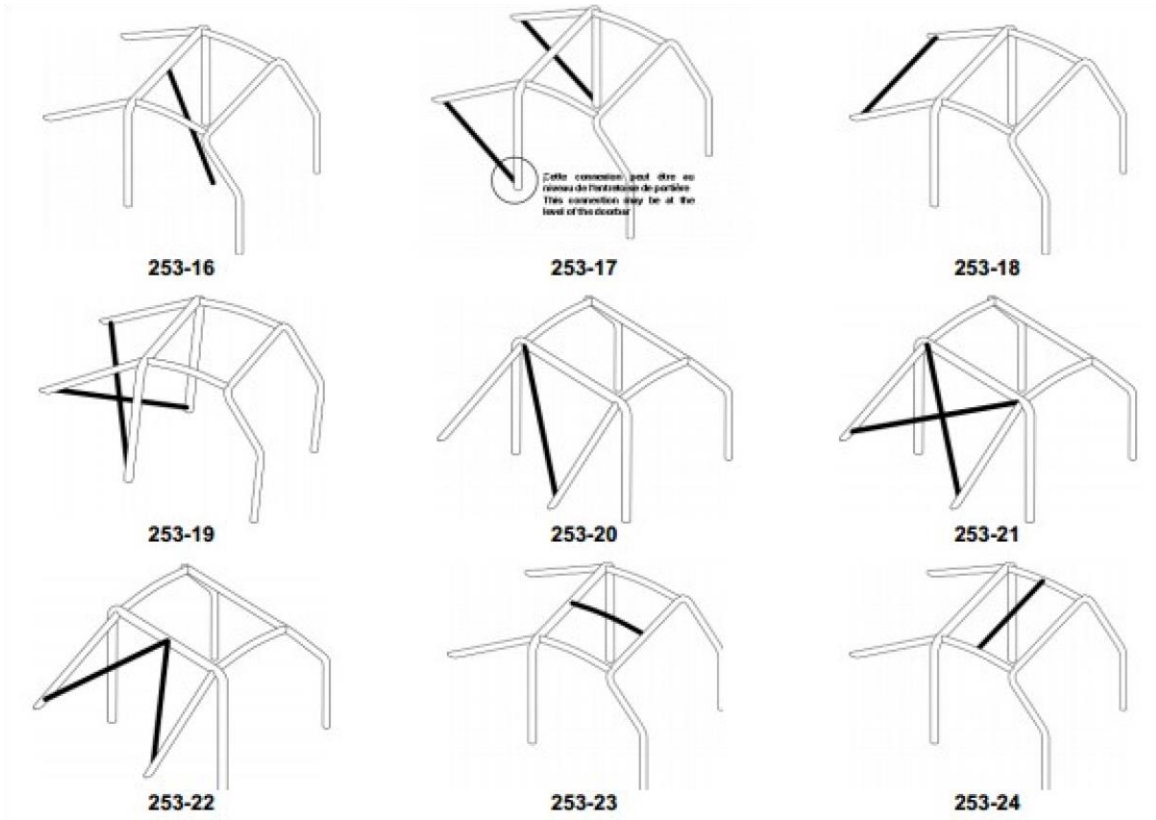 Cette connexion peut être au
niveau de l'entretoise de portière
This connection may be at the
level of the doorbar
253-16
253-17
253-18
253-19
253-20
253-21
253-22
253-23
253-24